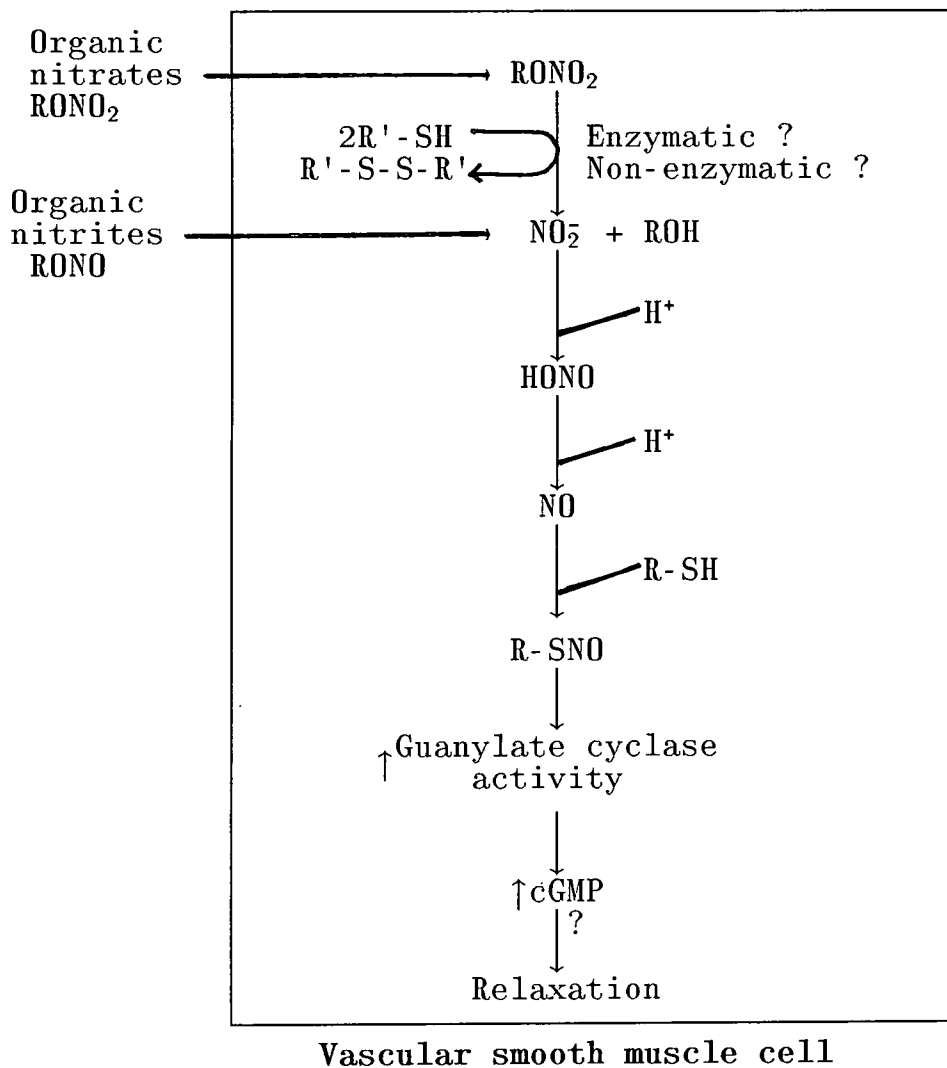 Organic
nitrates
RONO₂
RONO₂
2R'-SH
R'-S-S-R'
Enzymatic ?
Non-enzymatic ?
Organic
nitrites
RONO
NO₂⁻ + ROH
H⁺
HONO
H⁺
NO
R-SH
R-SNO
↑Guanylate cyclase
activity
↑cGMP
?
Relaxation
Vascular smooth muscle cell